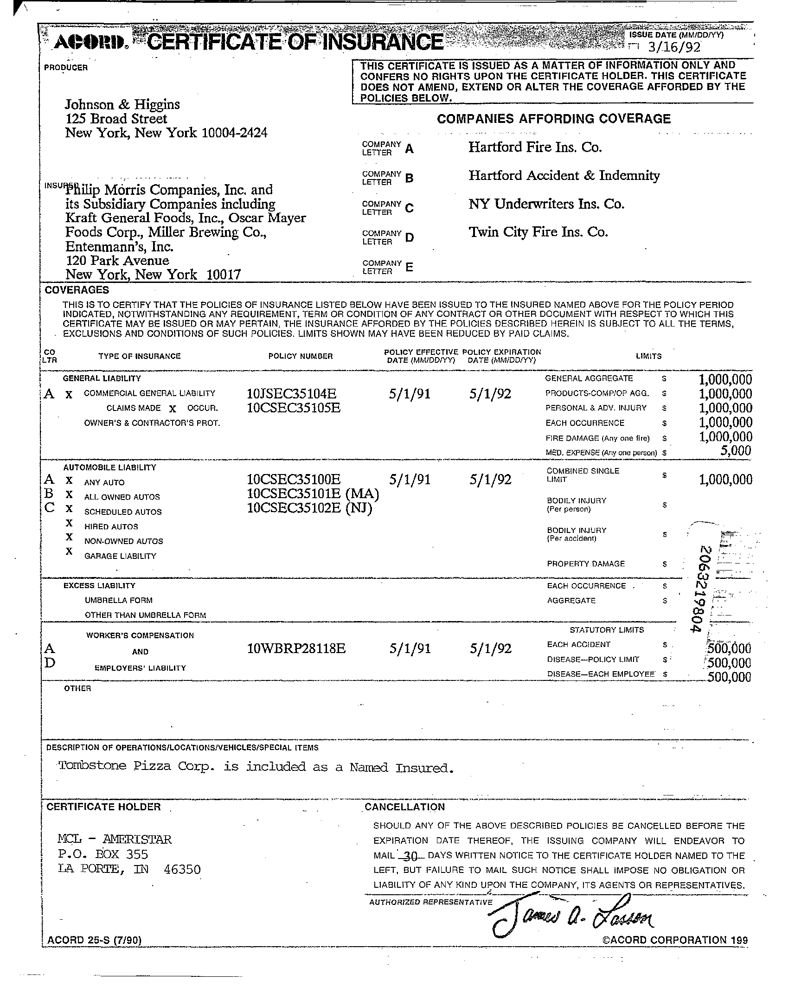 ACORD. CERTIFICATE OF INSURANCE
ISSUE DATE (MM/DD/YY)
3/16/92
PRODUCER
Johnson & Higgins
125 Broad Street
New York, New York 10004-2424
THIS CERTIFICATE IS ISSUED AS A MATTER OF INFORMATION ONLY AND
CONFERS NO RIGHTS UPON THE CERTIFICATE HOLDER. THIS CERTIFICATE
DOES NOT AMEND, EXTEND OR ALTER THE COVERAGE AFFORDED BY THE
POLICIES BELOW.
COMPANIES AFFORDING COVERAGE
COMPANY LETTER A Hartford Fire Ins. Co.
COMPANY LETTER B Hartford Accident & Indemnity
COMPANY LETTER C NY Underwriters Ins. Co.
COMPANY LETTER D Twin City Fire Ins. Co.
COMPANY LETTER E
INSURED
Philip Morris Companies, Inc. and
its Subsidiary Companies including
Kraft General Foods, Inc., Oscar Mayer
Foods Corp., Miller Brewing Co.,
Entenmann's, Inc.
120 Park Avenue
New York, New York 10017
COVERAGES
THIS IS TO CERTIFY THAT THE POLICIES OF INSURANCE LISTED BELOW HAVE BEEN ISSUED TO THE INSURED NAMED ABOVE FOR THE POLICY PERIOD
INDICATED, NOTWITHSTANDING ANY REQUIREMENT, TERM OR CONDITION OF ANY CONTRACT OR OTHER DOCUMENT WITH RESPECT TO WHICH THIS
CERTIFICATE MAY BE ISSUED OR MAY PERTAIN, THE INSURANCE AFFORDED BY THE POLICIES DESCRIBED HEREIN IS SUBJECT TO ALL THE TERMS,
EXCLUSIONS AND CONDITIONS OF SUCH POLICIES. LIMITS SHOWN MAY HAVE BEEN REDUCED BY PAID CLAIMS.
CO LTR TYPE OF INSURANCE POLICY NUMBER POLICY EFFECTIVE DATE (MM/DD/YY) POLICY EXPIRATION DATE (MM/DD/YY) LIMITS
GENERAL LIABILITY GENERAL AGGREGATE $ 1,000,000
A X COMMERCIAL GENERAL LIABILITY 10JSEC35104E 5/1/91 5/1/92 PRODUCTS-COMP/OP AGG. $ 1,000,000
CLAIMS MADE X OCCUR. 10CSEC35105E PERSONAL & ADV. INJURY $ 1,000,000
OWNER'S & CONTRACTOR'S PROT. EACH OCCURRENCE $ 1,000,000
FIRE DAMAGE (Any one fire) $ 1,000,000
MED. EXPENSE (Any one person) $ 5,000
AUTOMOBILE LIABILITY
A X ANY AUTO 10CSEC35100E 5/1/91 5/1/92 COMBINED SINGLE LIMIT $ 1,000,000
B X ALL OWNED AUTOS 10CSEC35101E (MA)
C X SCHEDULED AUTOS 10CSEC35102E (NJ) BODILY INJURY (Per person) $
X HIRED AUTOS
X NON-OWNED AUTOS BODILY INJURY (Per accident) $
X GARAGE LIABILITY
PROPERTY DAMAGE $
EXCESS LIABILITY EACH OCCURRENCE $
UMBRELLA FORM AGGREGATE $
OTHER THAN UMBRELLA FORM
2063219804
WORKER'S COMPENSATION STATUTORY LIMITS
A AND 10WBRP28118E 5/1/91 5/1/92 EACH ACCIDENT $ 500,000
D DISEASE—POLICY LIMIT $ 500,000
EMPLOYERS' LIABILITY DISEASE—EACH EMPLOYEE $ 500,000
OTHER
DESCRIPTION OF OPERATIONS/LOCATIONS/VEHICLES/SPECIAL ITEMS
Tombstone Pizza Corp. is included as a Named Insured.
CERTIFICATE HOLDER
MCL - AMERISTAR
P.O. BOX 355
LA PORTE, IN 46350
CANCELLATION
SHOULD ANY OF THE ABOVE DESCRIBED POLICIES BE CANCELLED BEFORE THE
EXPIRATION DATE THEREOF, THE ISSUING COMPANY WILL ENDEAVOR TO
MAIL 30 DAYS WRITTEN NOTICE TO THE CERTIFICATE HOLDER NAMED TO THE
LEFT, BUT FAILURE TO MAIL SUCH NOTICE SHALL IMPOSE NO OBLIGATION OR
LIABILITY OF ANY KIND UPON THE COMPANY, ITS AGENTS OR REPRESENTATIVES.
AUTHORIZED REPRESENTATIVE
James A. Lasson
ACORD 25-S (7/90)
©ACORD CORPORATION 199